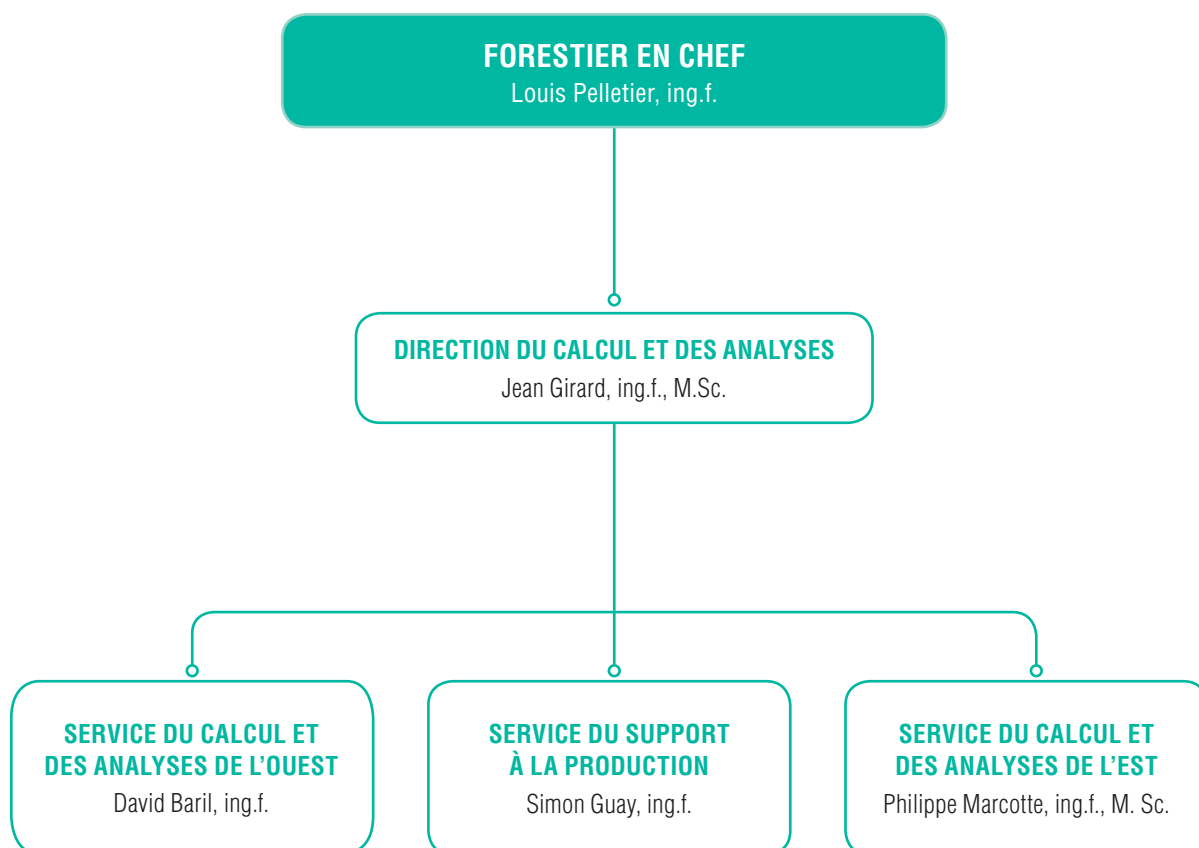 FORESTIER EN CHEF
Louis Pelletier, ing.f.
DIRECTION DU CALCUL ET DES ANALYSES
Jean Girard, ing.f., M.Sc.
SERVICE DU CALCUL ET
DES ANALYSES DE L'OUEST
David Baril, ing.f.
SERVICE DU SUPPORT
À LA PRODUCTION
Simon Guay, ing.f.
SERVICE DU CALCUL ET
DES ANALYSES DE L'EST
Philippe Marcotte, ing.f., M. Sc.